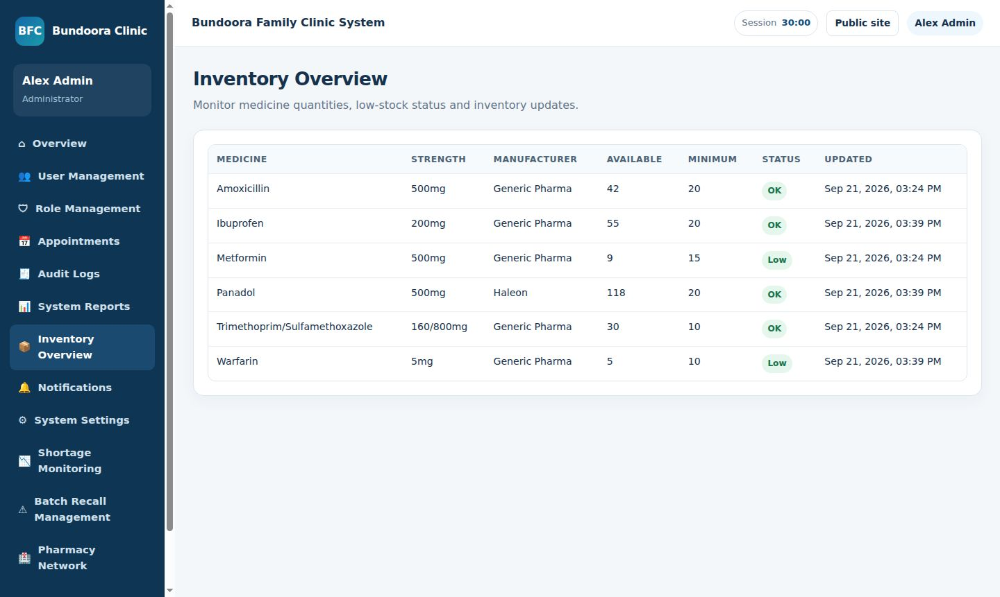 BFC Bundoora Clinic
Alex Admin
Administrator
Overview
User Management
Role Management
Appointments
Audit Logs
System Reports
Inventory
Overview
Notifications
System Settings
Shortage
Monitoring
Batch Recall
Management
Pharmacy
Network
Bundoora Family Clinic System
Session 30:00
Public site
Alex Admin
Inventory Overview
Monitor medicine quantities, low-stock status and inventory updates.
MEDICINE STRENGTH MANUFACTURER AVAILABLE MINIMUM STATUS UPDATED
Amoxicillin 500mg Generic Pharma 42 20 OK Sep 21, 2026, 03:24 PM
Ibuprofen 200mg Generic Pharma 55 20 OK Sep 21, 2026, 03:39 PM
Metformin 500mg Generic Pharma 9 15 Low Sep 21, 2026, 03:24 PM
Panadol 500mg Haleon 118 20 OK Sep 21, 2026, 03:39 PM
Trimethoprim/Sulfamethoxazole 160/800mg Generic Pharma 30 10 OK Sep 21, 2026, 03:24 PM
Warfarin 5mg Generic Pharma 5 10 Low Sep 21, 2026, 03:39 PM